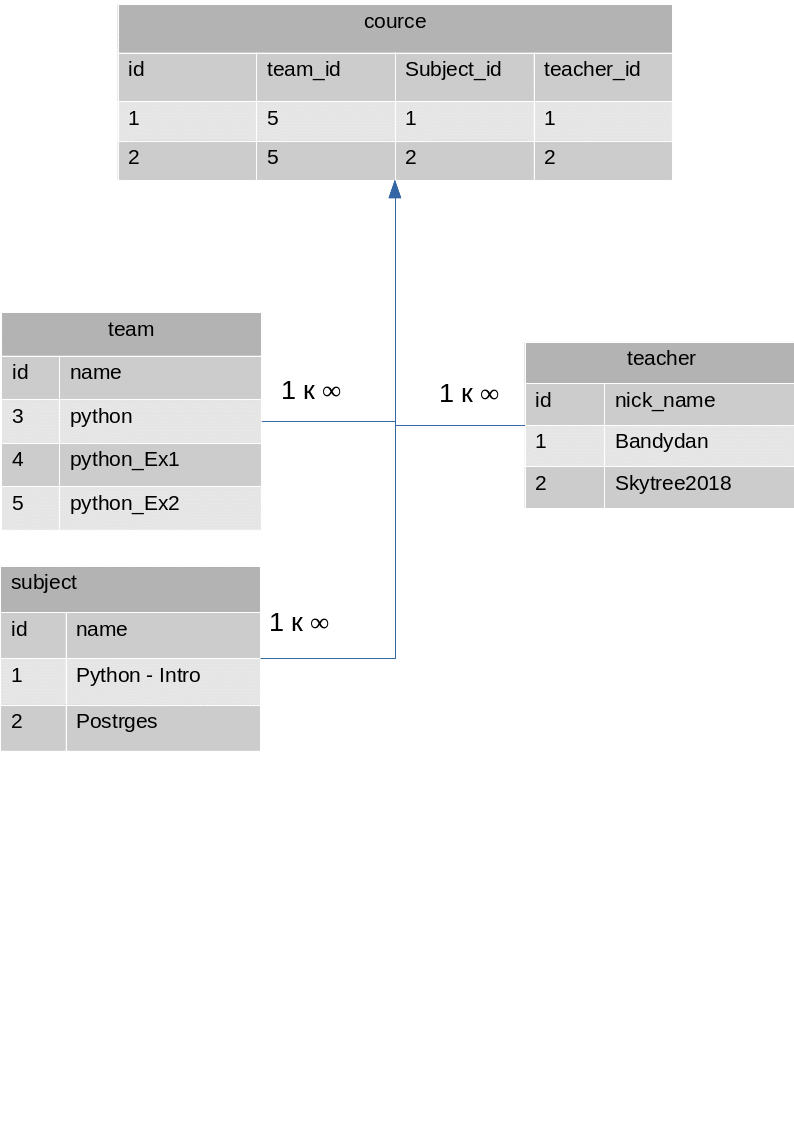 cource
id team_id Subject_id teacher_id
1 5 1 1
2 5 2 2
team
id name
3 python
4 python_Ex1
5 python_Ex2
1 к ∞
1 к ∞
teacher
id nick_name
1 Bandydan
2 Skytree2018
subject
id name
1 Python - Intro
2 Postrges
1 к ∞